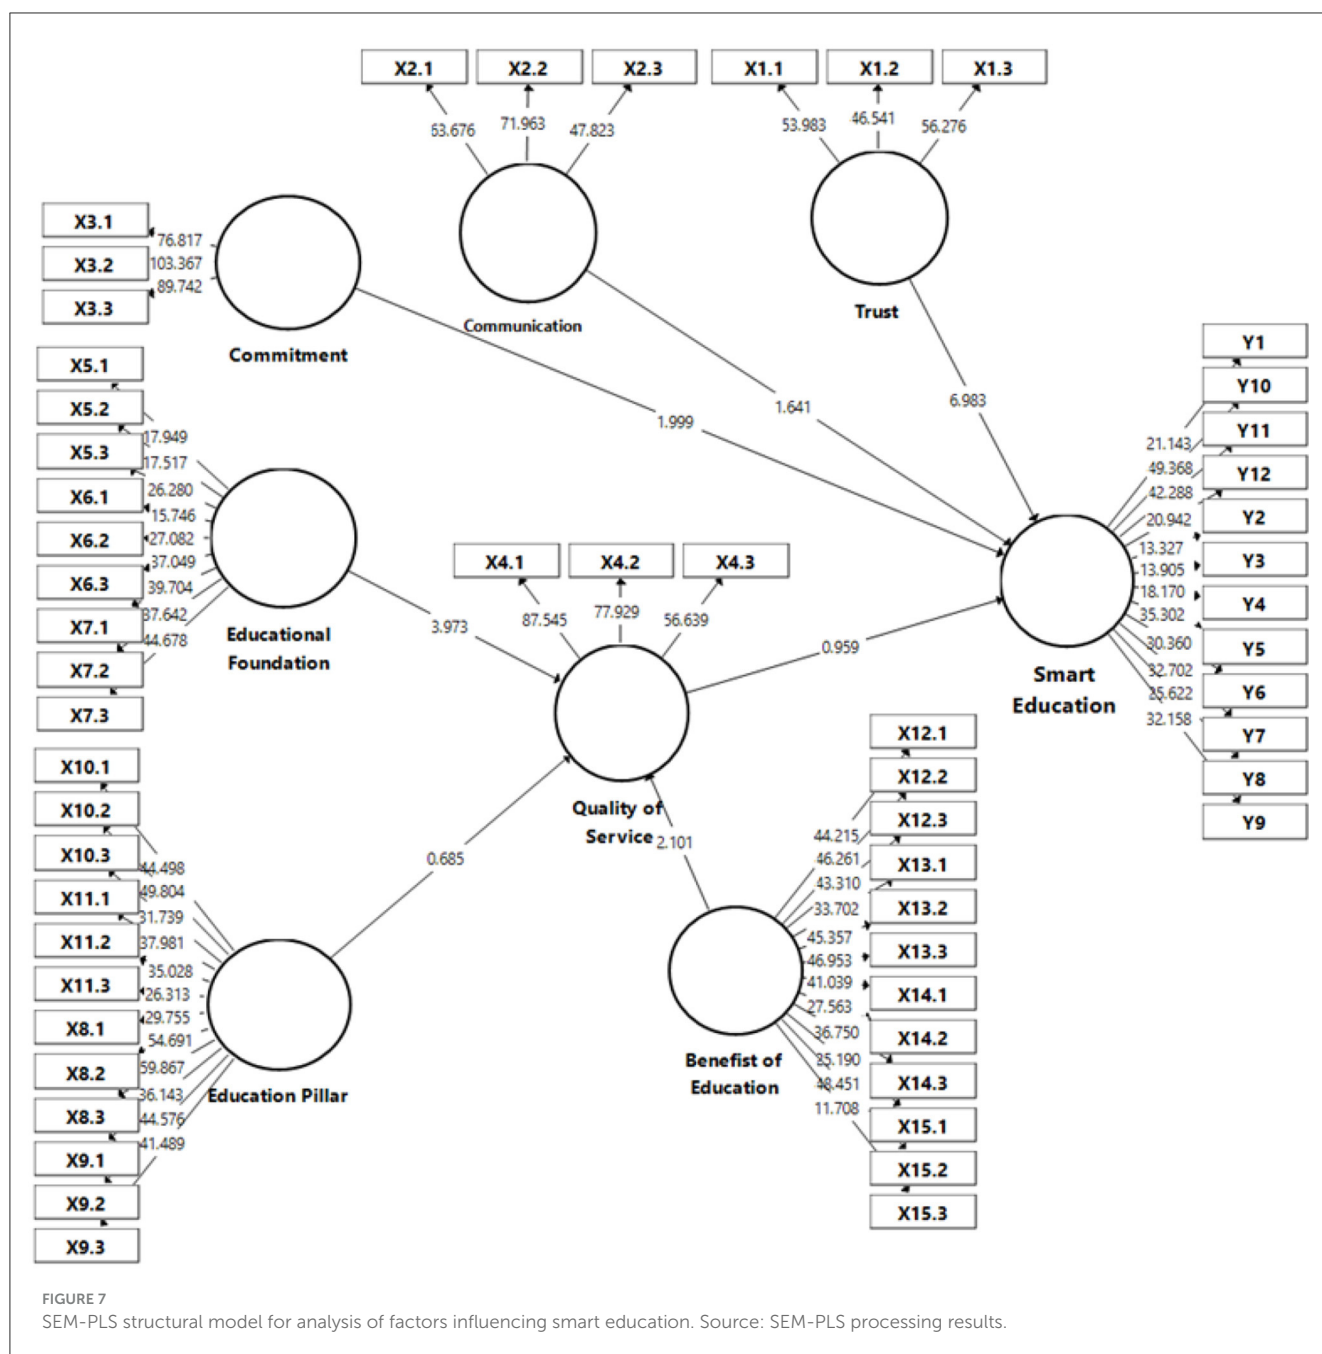 X2.1
X2.2
X2.3
X1.1
X1.2
X1.3
63.676
71.963
47.823
53.983
46.541
56.276
X3.1
X3.2
X3.3
76.817
103.367
89.742
Commitment
Communication
Trust
1.999
1.641
6.983
X5.1
X5.2
X5.3
X6.1
X6.2
X6.3
X7.1
X7.2
X7.3
17.949
17.517
26.280
15.746
27.082
37.049
39.704
37.642
44.678
Educational
Foundation
3.973
X4.1
X4.2
X4.3
87.545
77.929
56.639
Quality of
Service
0.959
Y1
Y10
Y11
Y12
Y2
Y3
Y4
Y5
Y6
Y7
Y8
Y9
21.143
49.368
42.288
20.942
13.327
13.905
18.170
35.302
30.360
32.702
25.622
32.158
Smart
Education
X10.1
X10.2
X10.3
X11.1
X11.2
X11.3
X8.1
X8.2
X8.3
X9.1
X9.2
X9.3
44.498
49.804
31.739
37.981
35.028
26.313
29.755
54.691
59.867
36.143
44.576
41.489
Education Pillar
0.685
2.101
Benefist of
Education
44.215
46.261
43.310
33.702
45.357
46.953
41.039
27.563
36.750
25.190
48.451
11.708
X12.1
X12.2
X12.3
X13.1
X13.2
X13.3
X14.1
X14.2
X14.3
X15.1
X15.2
X15.3
FIGURE 7
SEM-PLS structural model for analysis of factors influencing smart education. Source: SEM-PLS processing results.